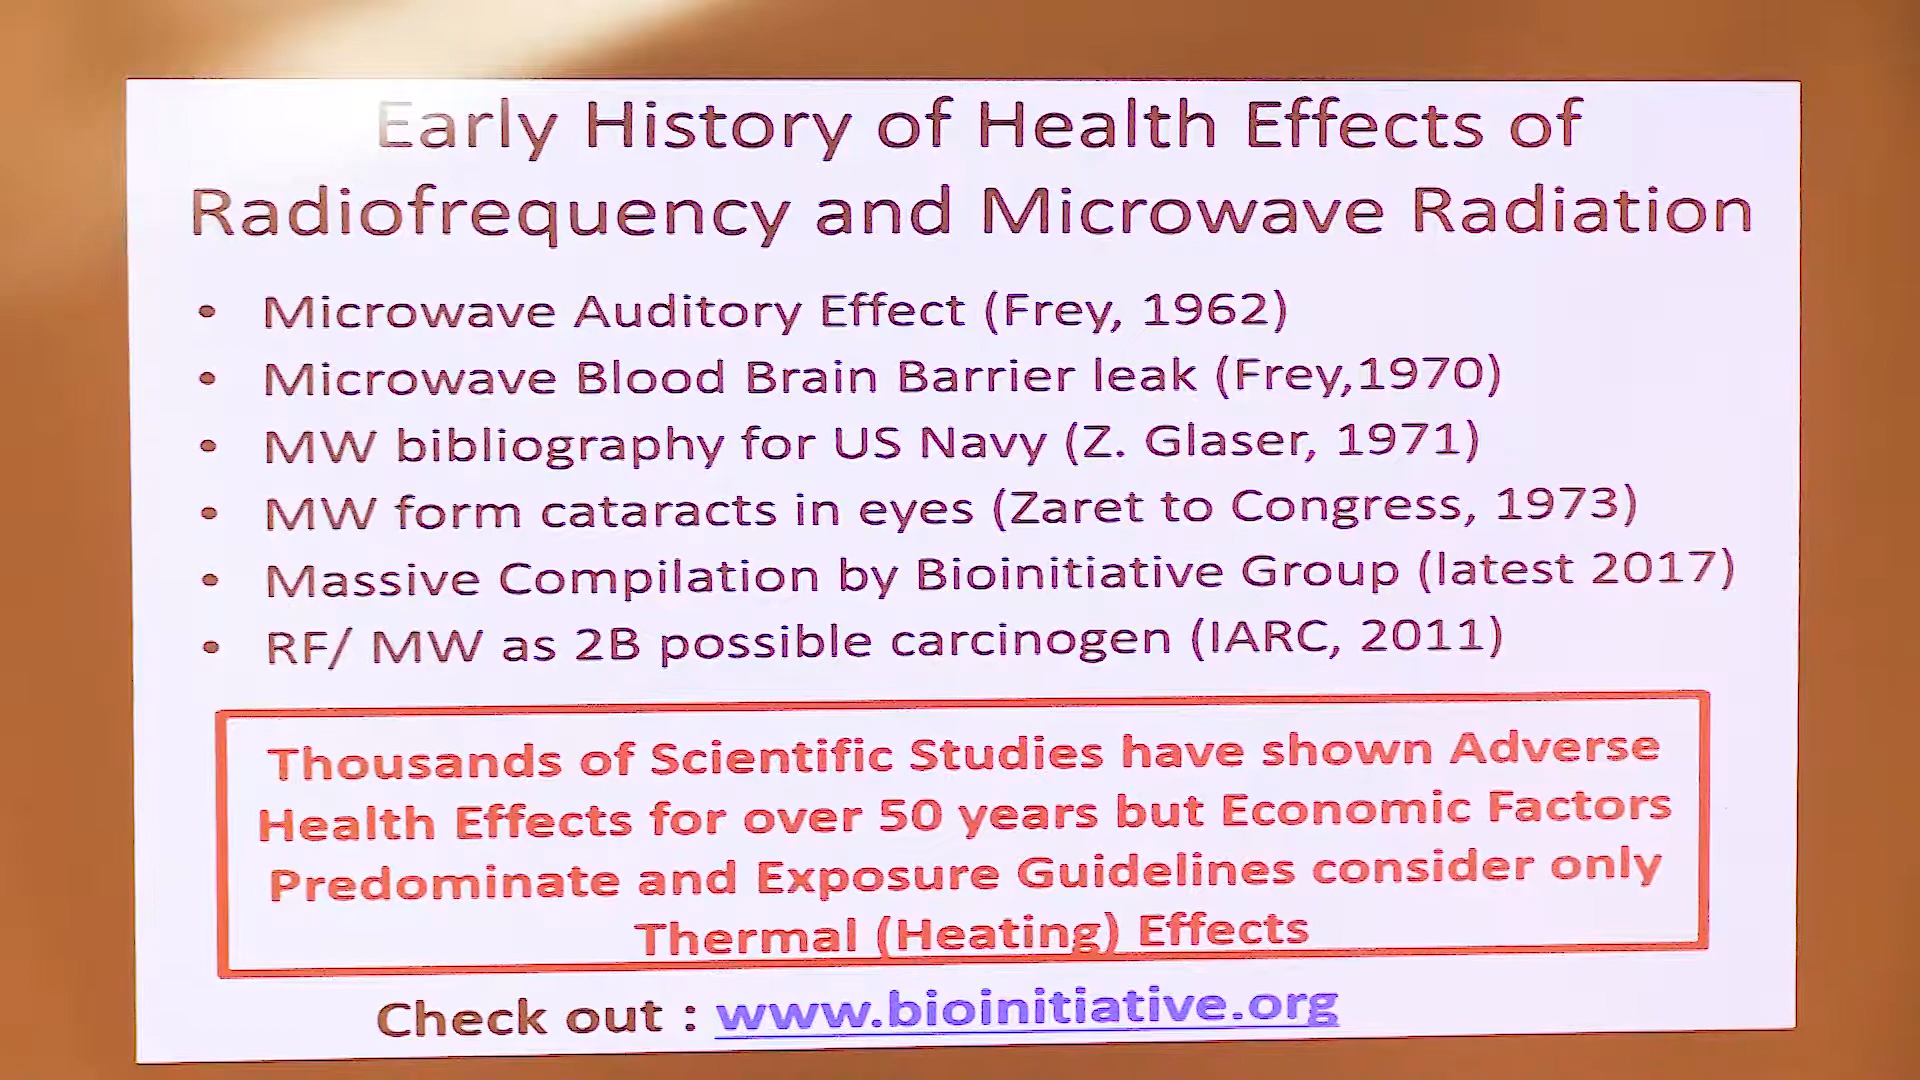 Early History of Health Effects of
Radiofrequency and Microwave Radiation
• Microwave Auditory Effect (Frey, 1962)
• Microwave Blood Brain Barrier leak (Frey,1970)
• MW bibliography for US Navy (Z. Glaser, 1971)
• MW form cataracts in eyes (Zaret to Congress, 1973)
• Massive Compilation by Bioinitiative Group (latest 2017)
• RF/ MW as 2B possible carcinogen (IARC, 2011)
Thousands of Scientific Studies have shown Adverse
Health Effects for over 50 years but Economic Factors
Predominate and Exposure Guidelines consider only
Thermal (Heating) Effects
Check out : www.bioinitiative.org